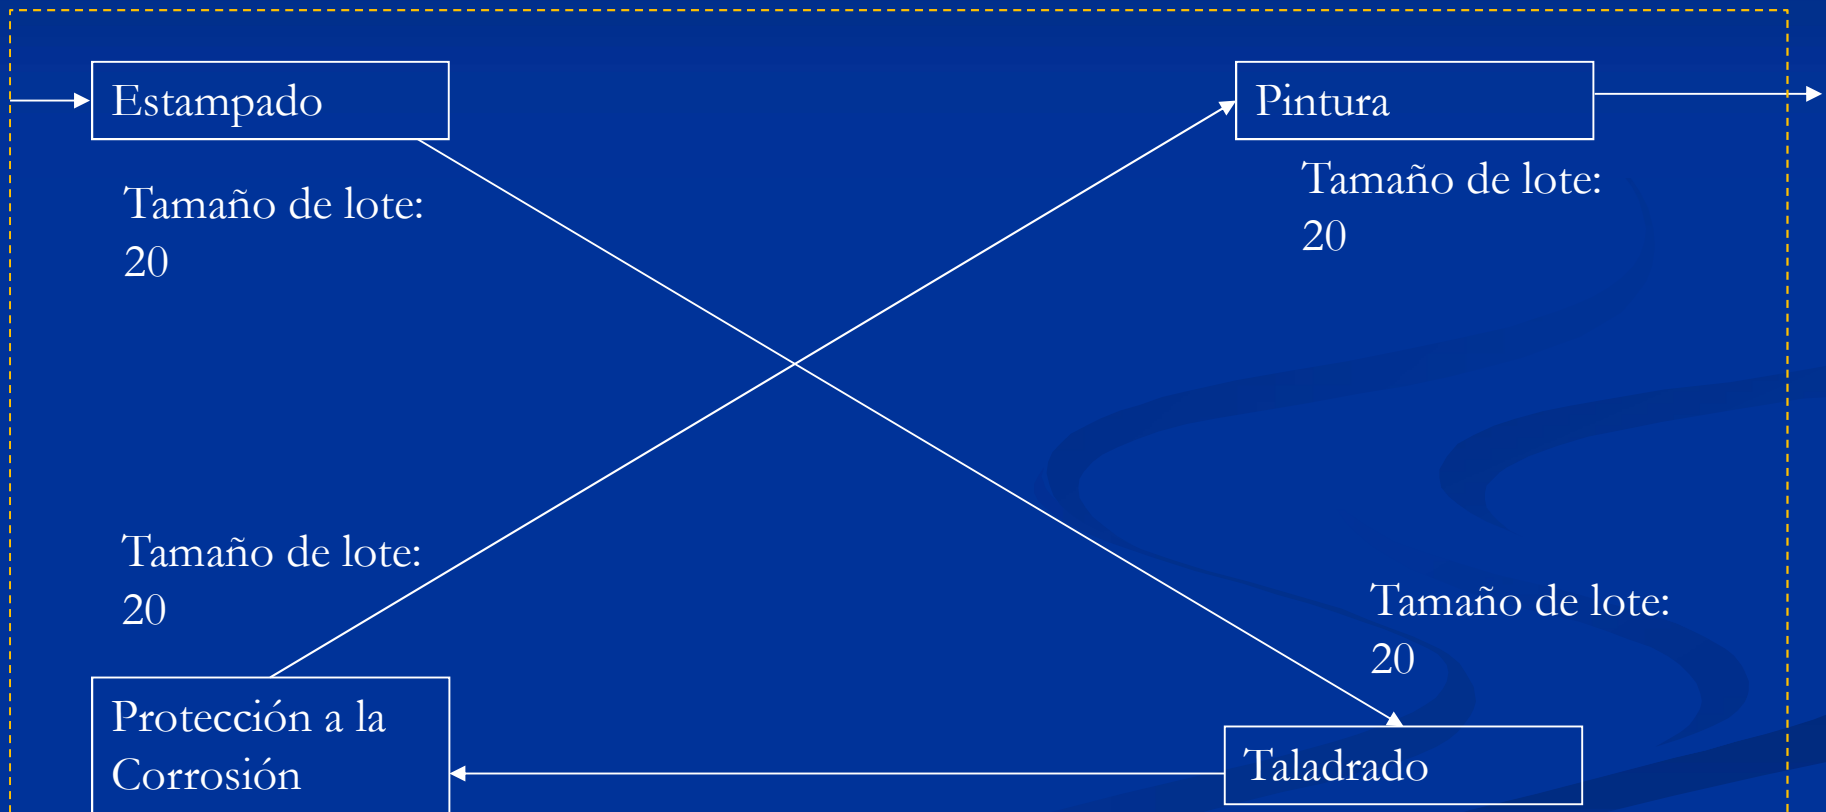 Estampado
Tamaño de lote:
20
Pintura
Tamaño de lote:
20
Tamaño de lote:
20
Protección a la
Corrosión
Tamaño de lote:
20
Taladrado